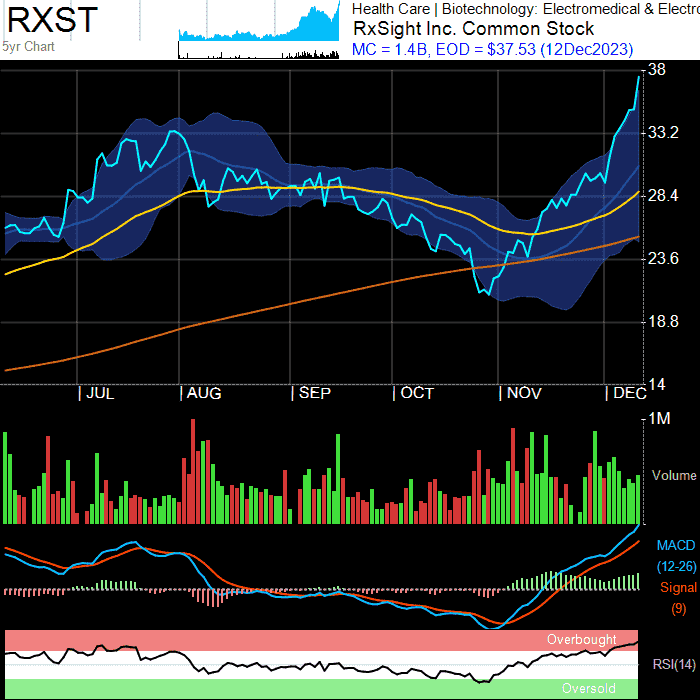 RXST
5yr Chart
Health Care | Biotechnology: Electromedical & Electro
RxSight Inc. Common Stock
MC = 1.4B, EOD = $37.53 (12Dec2023)
38
33.2
28.4
23.6
18.8
14
| JUL | AUG | SEP | OCT | NOV | DEC
1M
Volume
MACD
(12-26)
Signal
(9)
Overbought
RSI(14)
Oversold